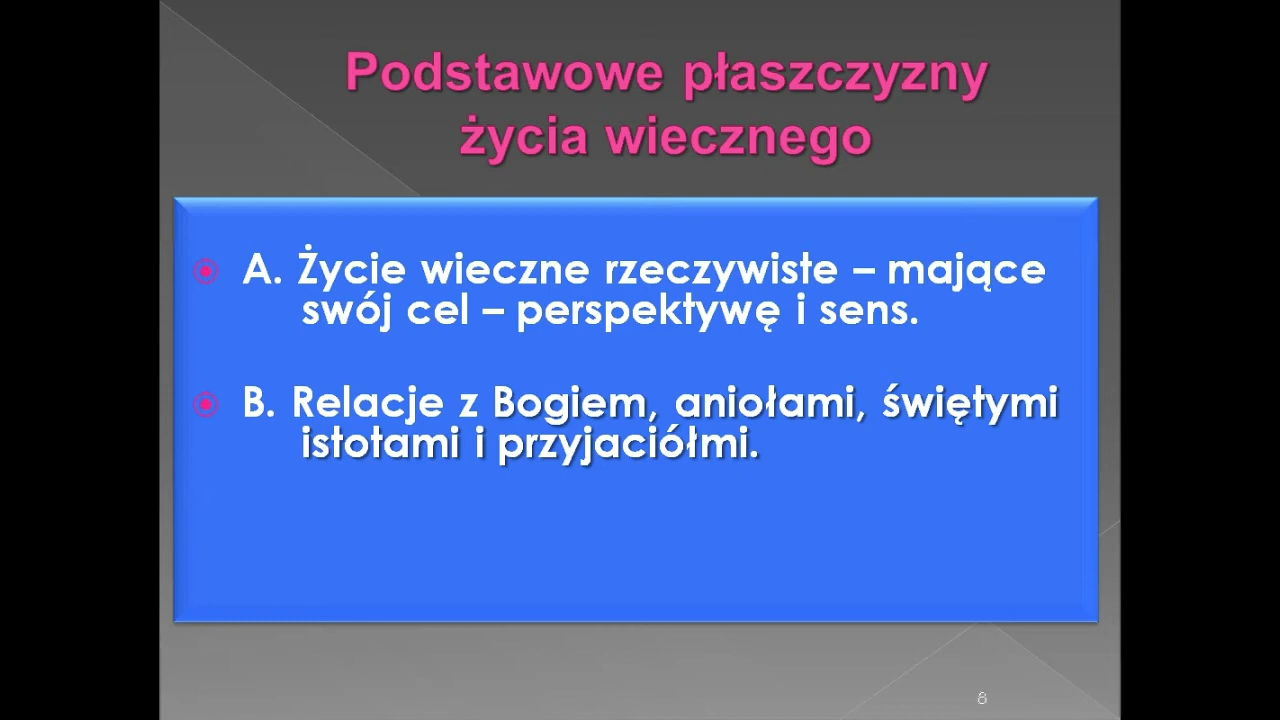 Podstawowe płaszczyzny
życia wiecznego
A. Życie wieczne rzeczywiste – mające
swój cel – perspektywę i sens.
B. Relacje z Bogiem, aniołami, świętymi
istotami i przyjaciółmi.
8